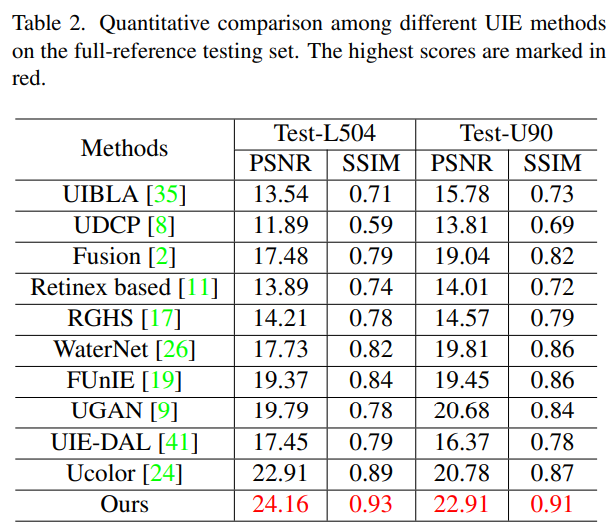 Table 2. Quantitative comparison among different UIE methods
on the full-reference testing set. The highest scores are marked in
red.
Methods Test-L504 Test-U90
PSNR SSIM PSNR SSIM
UIBLA [35] 13.54 0.71 15.78 0.73
UDCP [8] 11.89 0.59 13.81 0.69
Fusion [2] 17.48 0.79 19.04 0.82
Retinex based [11] 13.89 0.74 14.01 0.72
RGHS [17] 14.21 0.78 14.57 0.79
WaterNet [26] 17.73 0.82 19.81 0.86
FUnIE [19] 19.37 0.84 19.45 0.86
UGAN [9] 19.79 0.78 20.68 0.84
UIE-DAL [41] 17.45 0.79 16.37 0.78
Ucolor [24] 22.91 0.89 20.78 0.87
Ours 24.16 0.93 22.91 0.91